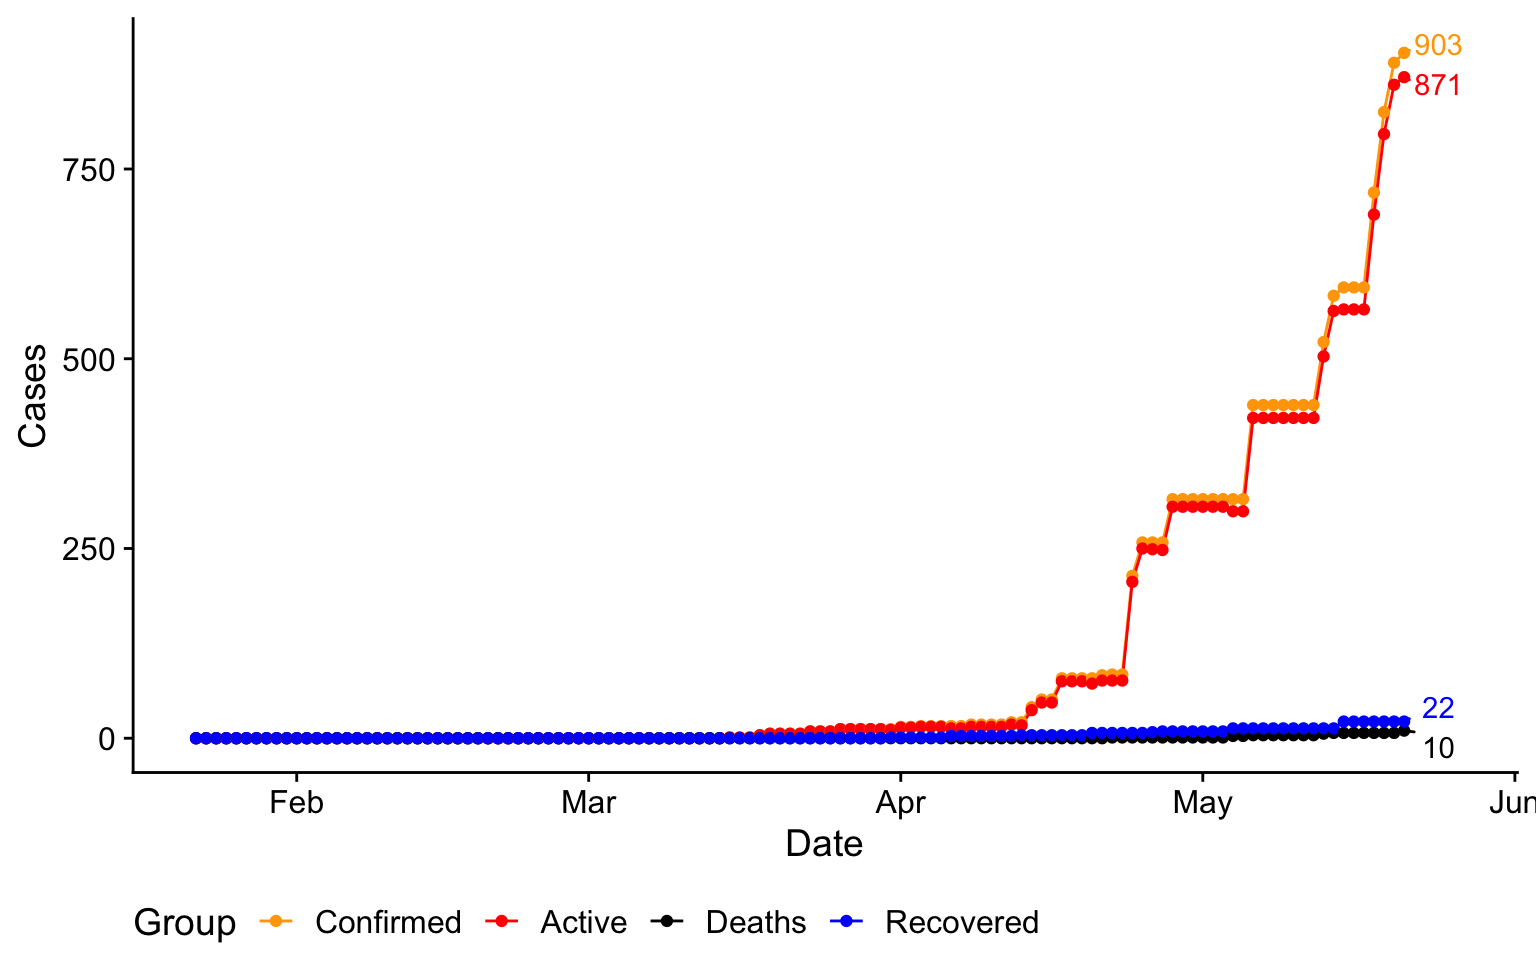 903
871
750
500
250
0
Cases
22
10
Feb Mar Apr May Jun
Date
Group Confirmed Active Deaths Recovered